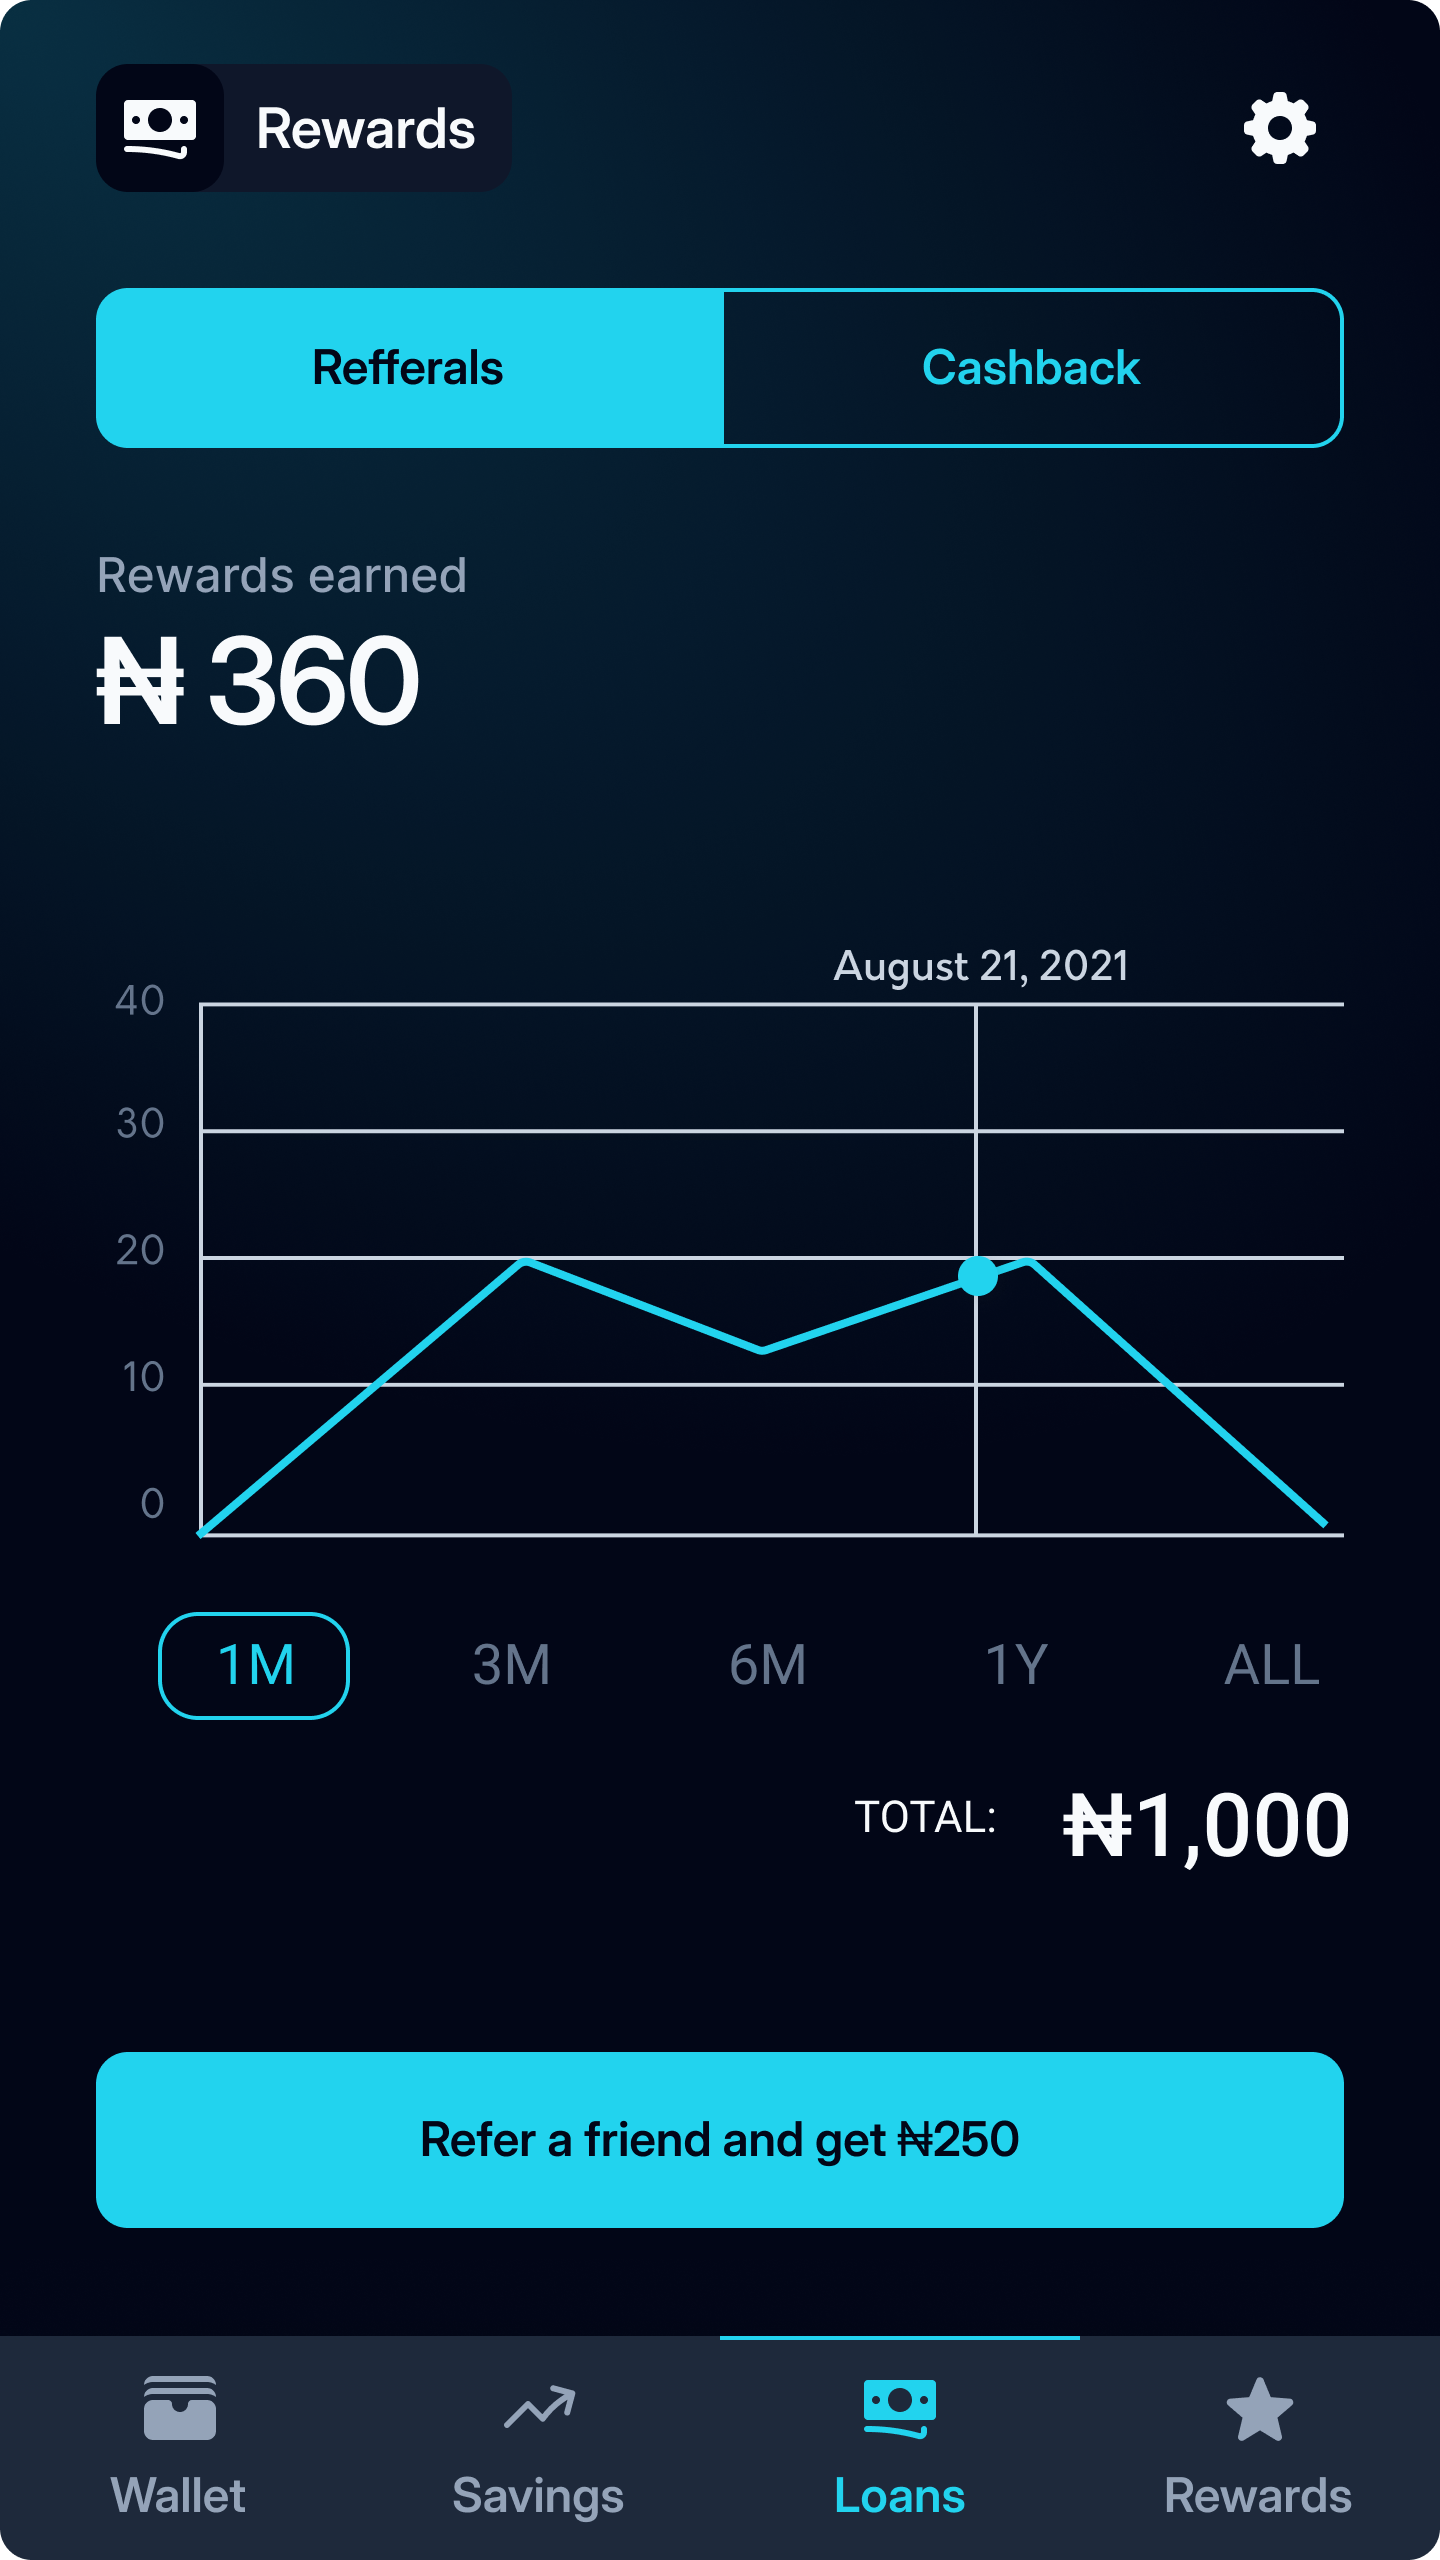 Rewards
Refferals
Cashback
Rewards earned
₦ 360
August 21, 2021
40
30
20
10
0
1M 3M 6M 1Y ALL
TOTAL: ₦1,000
Refer a friend and get ₦250
Wallet Savings Loans Rewards